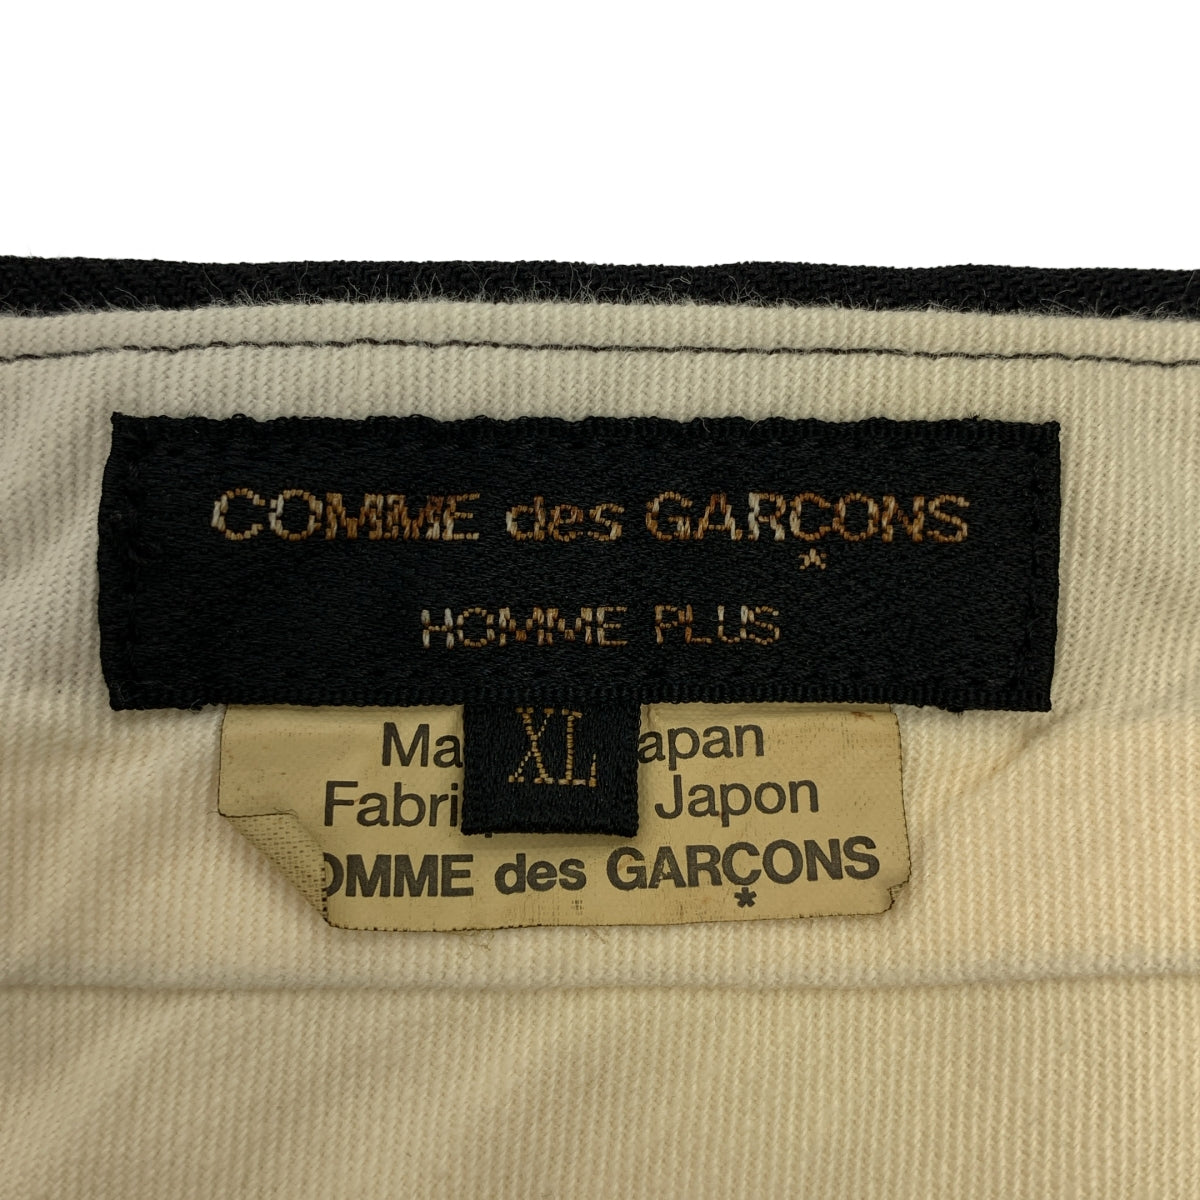 COMME des GARÇONS
*
HOMME PLUS
XL
Ma apan
Fabri Japon
OMME des GARÇONS
*